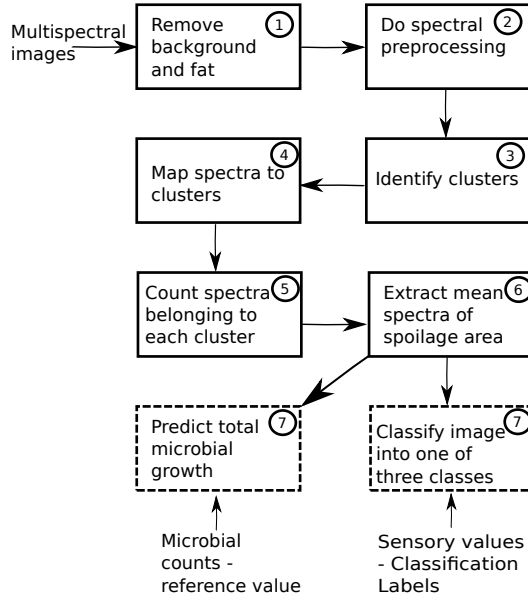 Multispectral
images
Remove
background
and fat
1
Do spectral
preprocessing
2
Identify clusters
3
Map spectra to
clusters
4
Count spectra
belonging to
each cluster
5
Extract mean
spectra of
spoilage area
6
Predict total
microbial
growth
7
Classify image
into one of
three classes
7
Microbial
counts -
reference value
Sensory values
- Classification
Labels